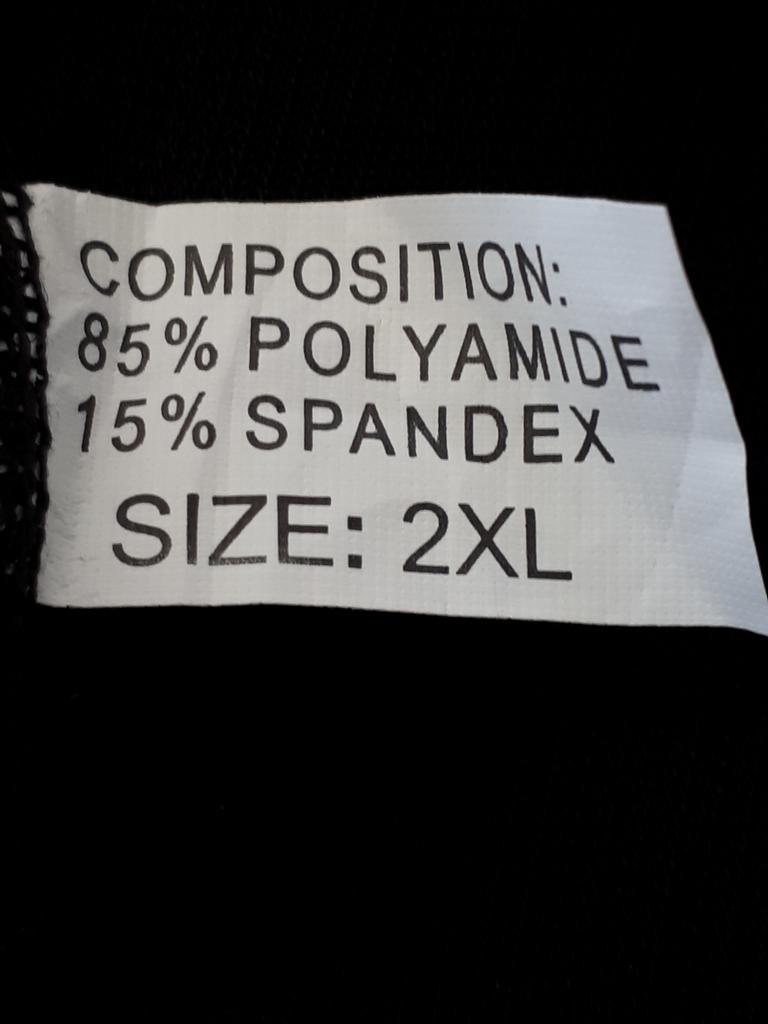 COMPOSITION:
85% POLYAMIDE
15% SPANDEX
SIZE: 2XL